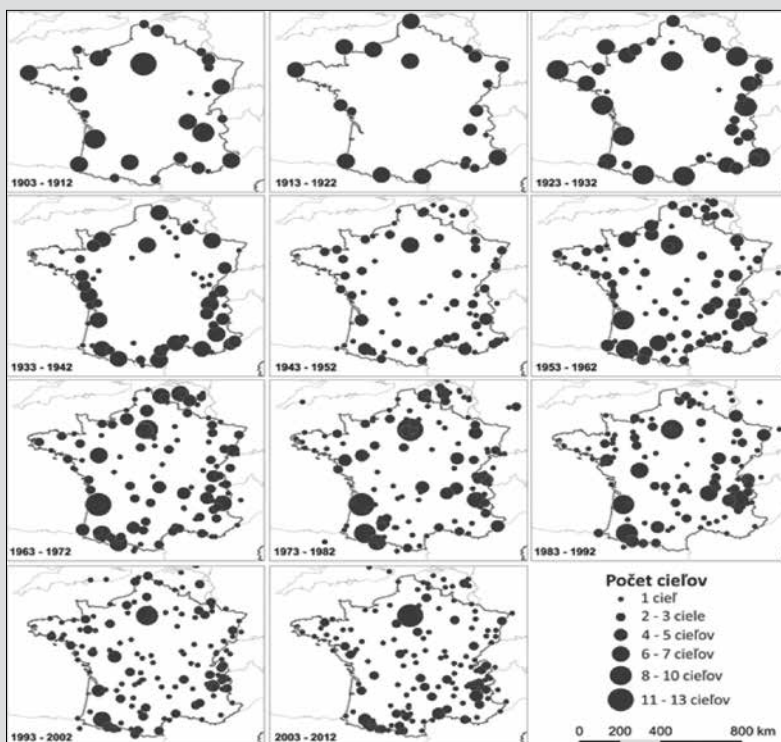 1903 - 1912
1913 - 1922
1923 - 1932
1933 - 1942
1943 - 1952
1953 - 1962
1963 - 1972
1973 - 1982
1983 - 1992
1993 - 2002
2003 - 2012
Počet cieľov
1 cieľ
2 - 3 ciele
4 - 5 cieľov
6 - 7 cieľov
8 - 10 cieľov
11 - 13 cieľov
0 200 400 800 km